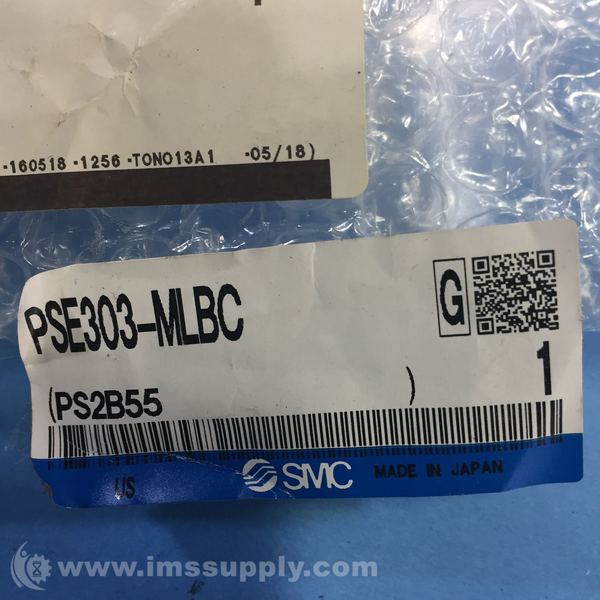 -160518 -1256 -TONO13A1 -05/18)
PSE303-MLBC
G
(PS2B55 )
1
US
SMC
MADE IN JAPAN
www.imssupply.com